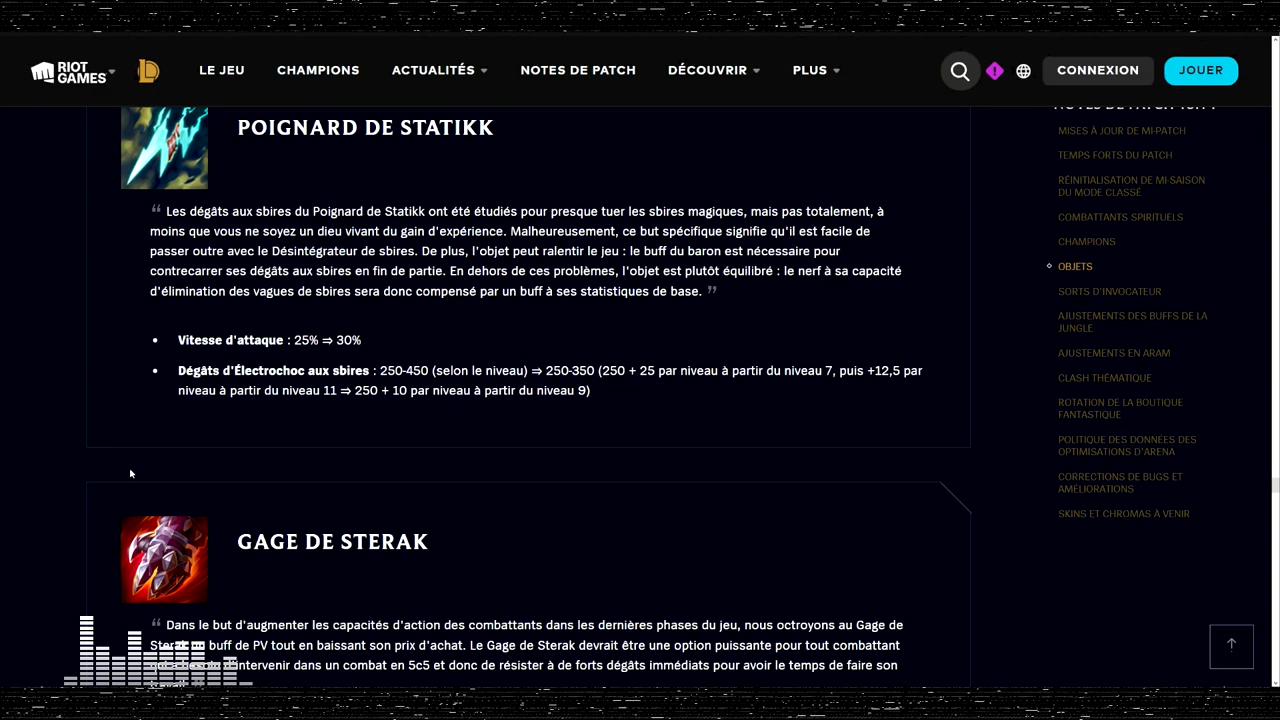 RIOT GAMES
LE JEU
CHAMPIONS
ACTUALITÉS
NOTES DE PATCH
DÉCOUVRIR
PLUS
CONNEXION
JOUER
POIGNARD DE STATIKK
“ Les dégâts aux sbires du Poignard de Statikk ont été étudiés pour presque tuer les sbires magiques, mais pas totalement, à
moins que vous ne soyez un dieu vivant du gain d'expérience. Malheureusement, ce but spécifique signifie qu'il est facile de
passer outre avec le Désintégrateur de sbires. De plus, l'objet peut ralentir le jeu : le buff du baron est nécessaire pour
contrecarrer ses dégâts aux sbires en fin de partie. En dehors de ces problèmes, l'objet est plutôt équilibré : le nerf à sa capacité
d'élimination des vagues de sbires sera donc compensé par un buff à ses statistiques de base. ”
• Vitesse d'attaque : 25% ⇒ 30%
• Dégâts d'Électrochoc aux sbires : 250-450 (selon le niveau) ⇒ 250-350 (250 + 25 par niveau à partir du niveau 7, puis +12,5 par
niveau à partir du niveau 11 ⇒ 250 + 10 par niveau à partir du niveau 9)
GAGE DE STERAK
“ Dans le but d'augmenter les capacités d'action des combattants dans les dernières phases du jeu, nous octroyons au Gage de
Sterak un buff de PV tout en baissant son prix d'achat. Le Gage de Sterak devrait être une option puissante pour tout combattant
qui a besoin d'intervenir dans un combat en 5c5 et donc de résister à de forts dégâts immédiats pour avoir le temps de faire son
NOTES DE PATCH
MISES À JOUR DE MI-PATCH
TEMPS FORTS DU PATCH
RÉINITIALISATION DE MI-SAISON
DU MODE CLASSÉ
COMBATTANTS SPIRITUELS
CHAMPIONS
OBJETS
SORTS D'INVOCATEUR
AJUSTEMENTS DES BUFFS DE LA
JUNGLE
AJUSTEMENTS EN ARAM
CLASH THÉMATIQUE
ROTATION DE LA BOUTIQUE
FANTASTIQUE
POLITIQUE DES DONNÉES DES
OPTIMISATIONS D'ARENA
CORRECTIONS DE BUGS ET
AMÉLIORATIONS
SKINS ET CHROMAS À VENIR